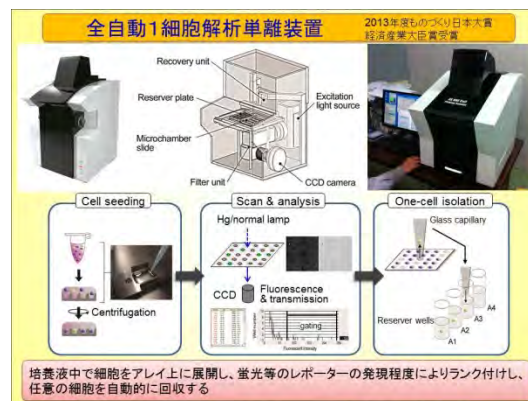 全自動1細胞解析単離装置
2013年度ものづくり日本大賞
経済産業大臣賞受賞
Recovery unit
Reserver plate
Microchamber
slide
Filter unit
Excitation
light source
CCD
camera
Cell seeding
Centrifugation
Scan & analysis
Hg/normal lamp
CCD
Fluorescence
& transmission
gating
One-cell isolation
Glass capillary
Reserver wells
A1
A2
A3
A4
培養液中で細胞をアレイ上に展開し、蛍光等のレポーターの発現程度によりランク付けし、
任意の細胞を自動的に回収する